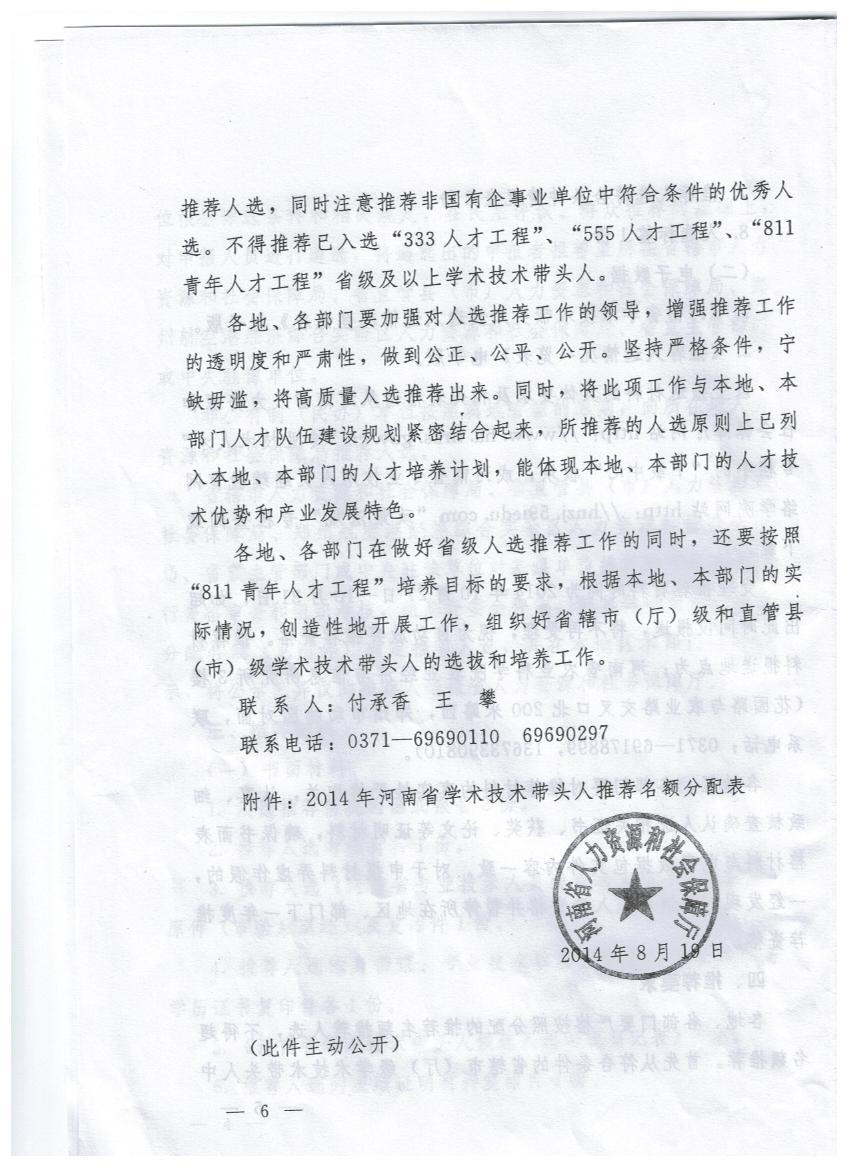 推荐人选，同时注意推荐非国有企事业单位中符合条件的优秀人
选。不得推荐已入选“333人才工程”、“555人才工程”、“811
青年人才工程”省级及以上学术技术带头人。
各地、各部门要加强对人选推荐工作的领导，增强推荐工作
的透明度和严肃性，做到公正、公平、公开。坚持严格条件，宁
缺毋滥，将高质量人选推荐出来。同时，将此项工作与本地、本
部门人才队伍建设规划紧密结合起来，所推荐的人选原则上已列
入本地、本部门的人才培养计划，能体现本地、本部门的人才技
术优势和产业发展特色。
各地、各部门在做好省级人选推荐工作的同时，还要按照
“811青年人才工程”培养目标的要求，根据本地、本部门的实
际情况，创造性地开展工作，组织好省辖市（厅）级和直管县
（市）级学术技术带头人的选拔和培养工作。
联 系 人：付承香 王 攀
联系电话：0371—69690110 69690297
附件：2014年河南省学术技术带头人推荐名额分配表
河南省人力资源和社会保障厅
2014年8月19日
（此件主动公开）
— 6 —